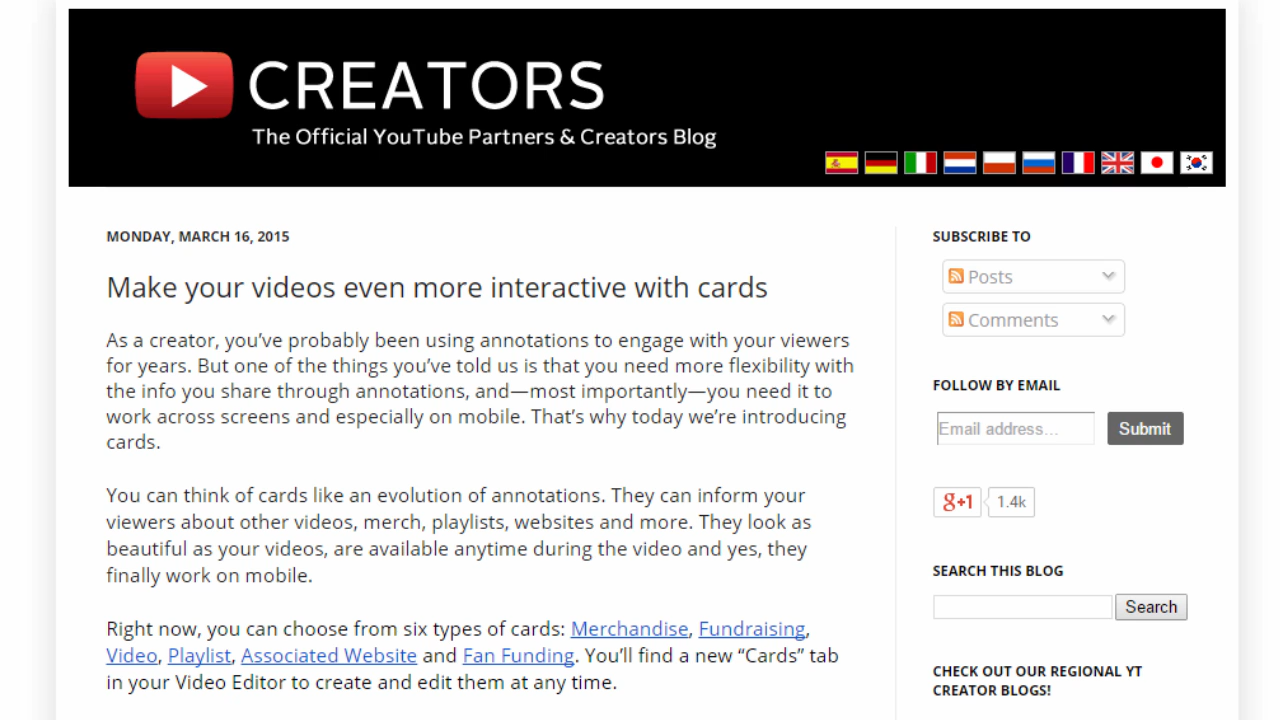 CREATORS
The Official YouTube Partners & Creators Blog
MONDAY, MARCH 16, 2015
Make your videos even more interactive with cards
As a creator, you’ve probably been using annotations to engage with your viewers
for years. But one of the things you’ve told us is that you need more flexibility with
the info you share through annotations, and—most importantly—you need it to
work across screens and especially on mobile. That’s why today we’re introducing
cards.
You can think of cards like an evolution of annotations. They can inform your
viewers about other videos, merch, playlists, websites and more. They look as
beautiful as your videos, are available anytime during the video and yes, they
finally work on mobile.
Right now, you can choose from six types of cards: Merchandise, Fundraising,
Video, Playlist, Associated Website and Fan Funding. You’ll find a new “Cards” tab
in your Video Editor to create and edit them at any time.
SUBSCRIBE TO
Posts
Comments
FOLLOW BY EMAIL
Email address... Submit
g+1 1.4k
SEARCH THIS BLOG
Search
CHECK OUT OUR REGIONAL YT
CREATOR BLOGS!